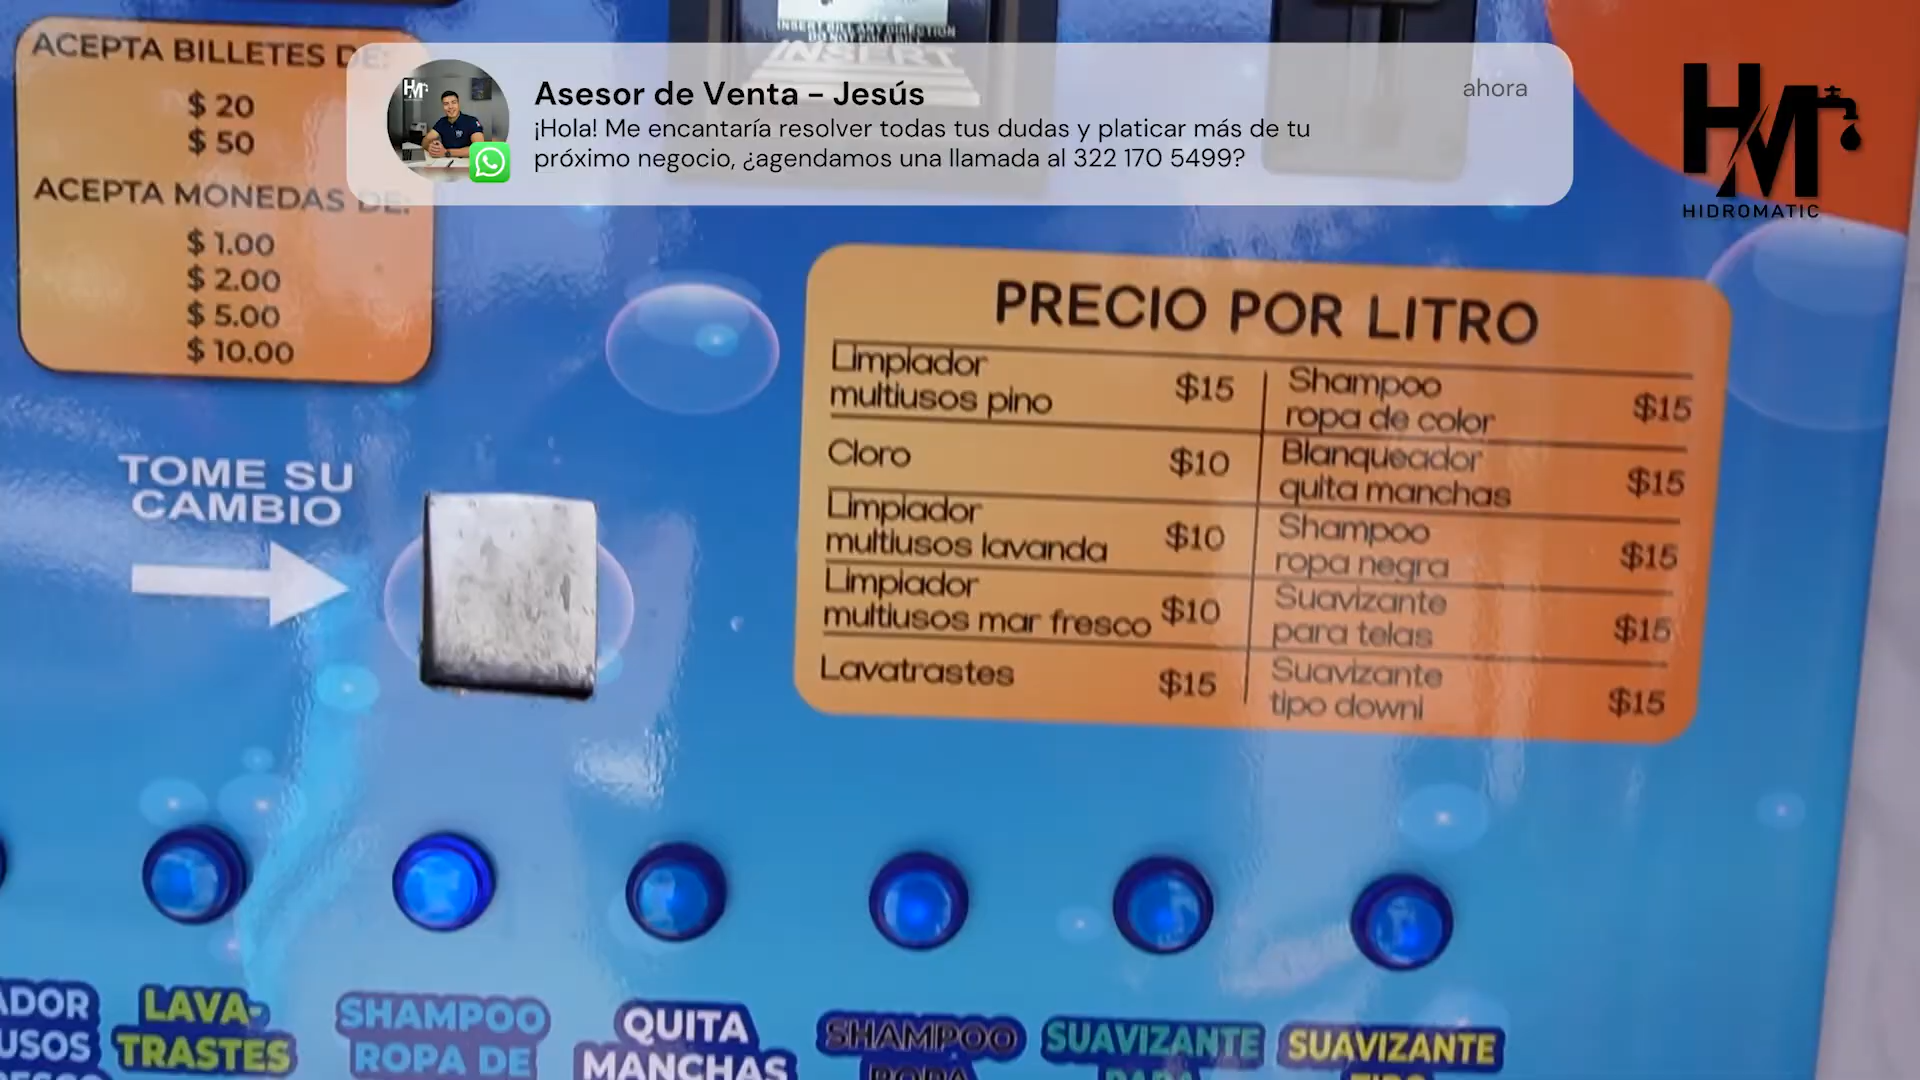 ACEPTA BILLETES DE:
$ 20
$ 50
ACEPTA MONEDAS DE:
$ 1.00
$ 2.00
$ 5.00
$ 10.00
INSERT
Asesor de Venta - Jesús
ahora
¡Hola! Me encantaría resolver todas tus dudas y platicar más de tu
próximo negocio, ¿agendamos una llamada al 322 170 5499?
HM
HIDROMATIC
TOME SU
CAMBIO
PRECIO POR LITRO
Limpiador
multiusos pino $15
Cloro $10
Limpiador
multiusos lavanda $10
Limpiador
multiusos mar fresco $10
Lavatrastes $15
Shampoo
ropa de color $15
Blanqueador
quita manchas $15
Shampoo
ropa negra $15
Suavizante
para telas $15
Suavizante
tipo downi $15
LAVA-
TRASTES
SHAMPOO
ROPA DE
QUITA
MANCHAS
SHAMPOO
ROPA
SUAVIZANTE
PARA
SUAVIZANTE
TIPO